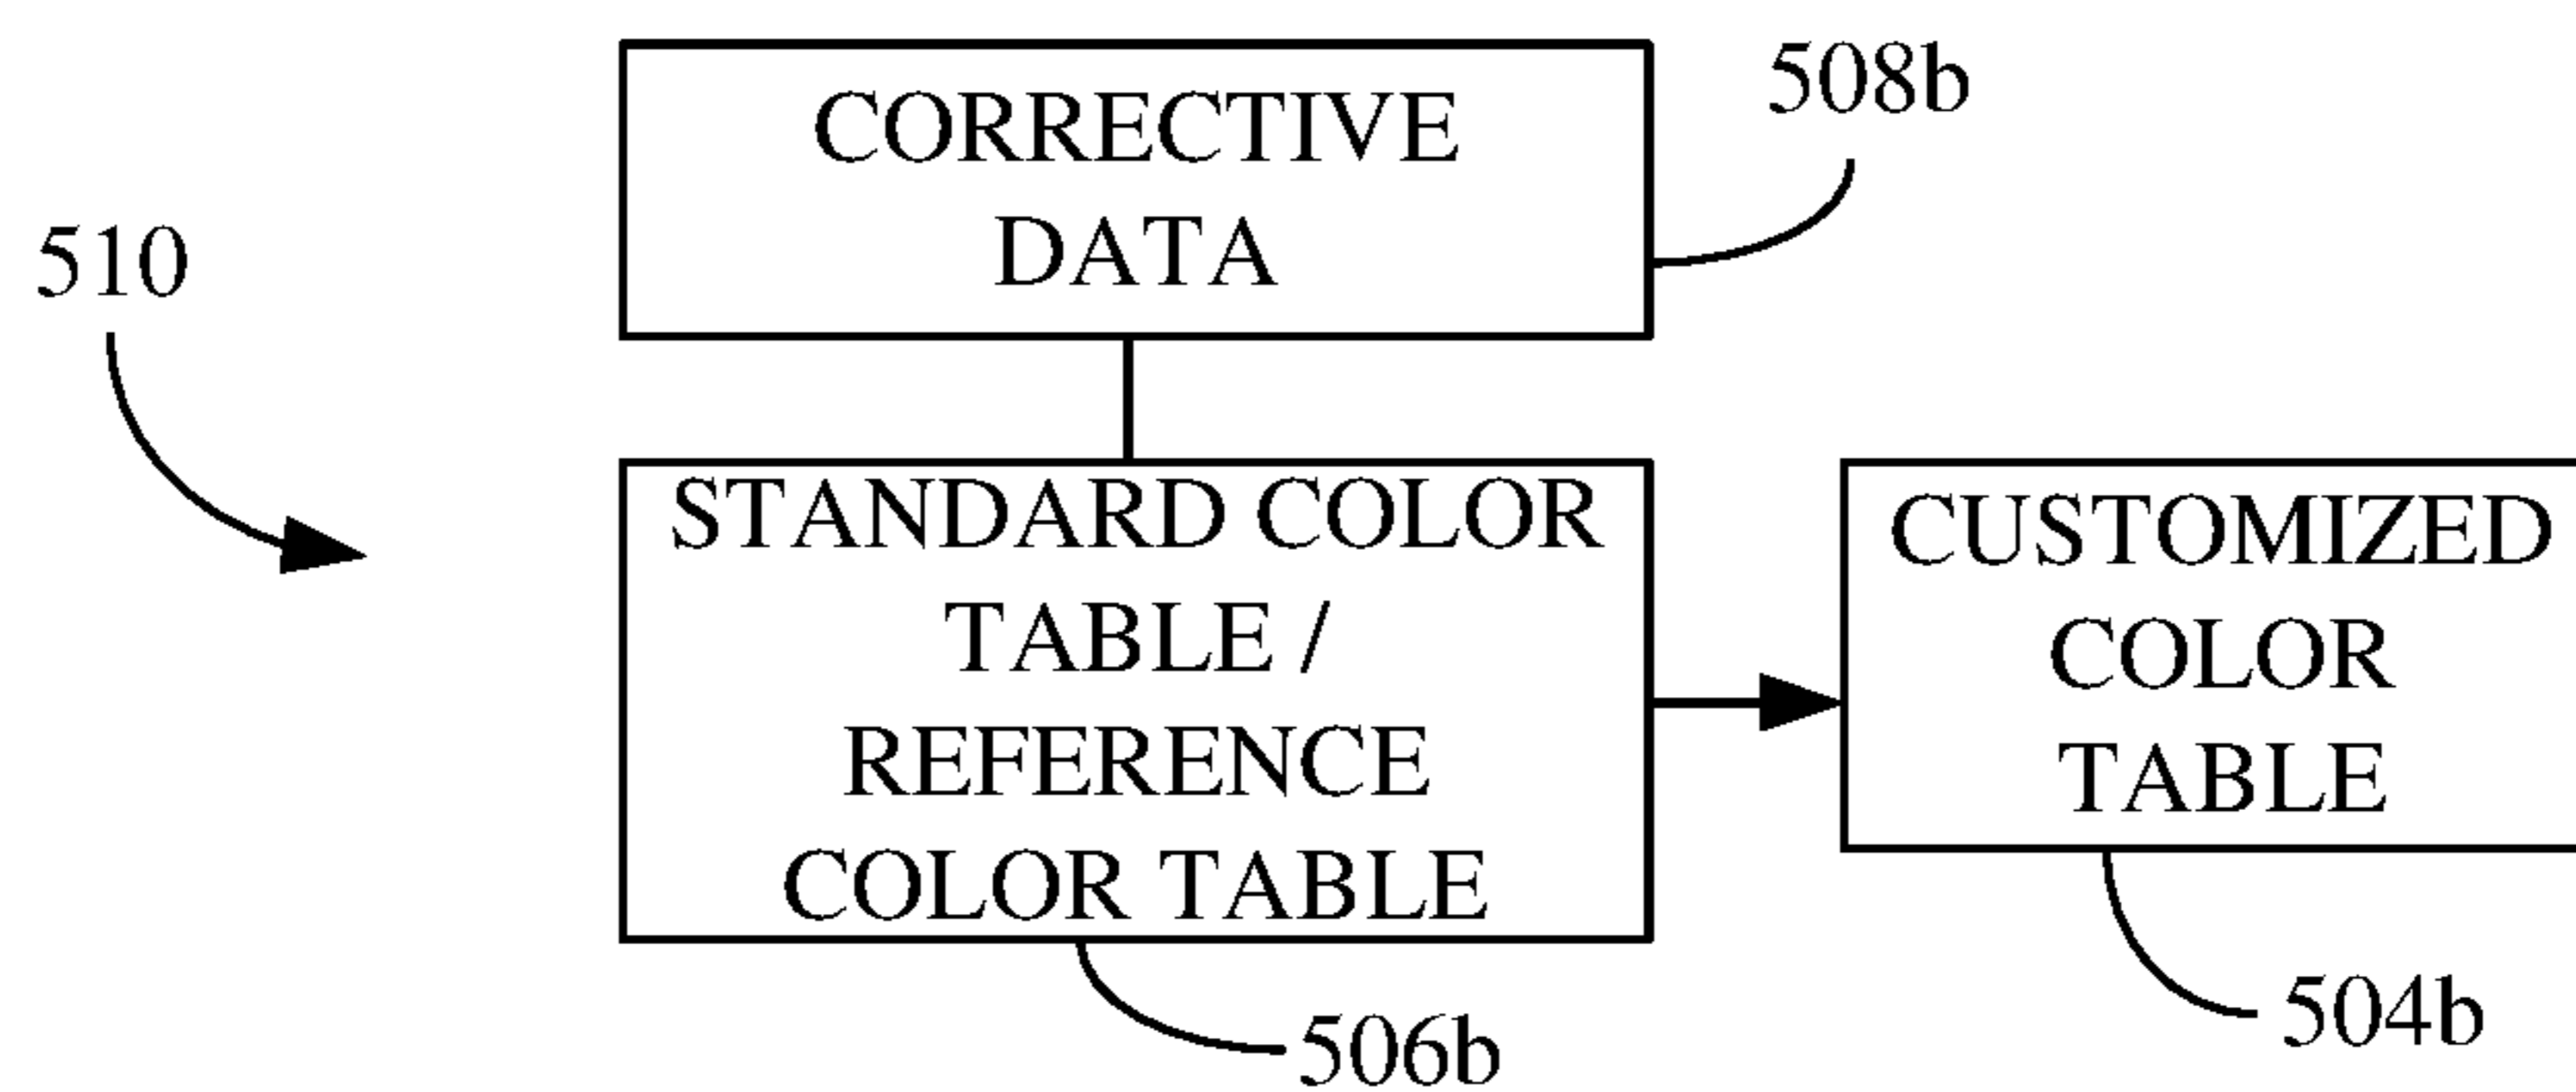 508b
CORRECTIVE
DATA
510
STANDARD COLOR
TABLE /
REFERENCE
COLOR TABLE
CUSTOMIZED
COLOR
TABLE
506b
504b